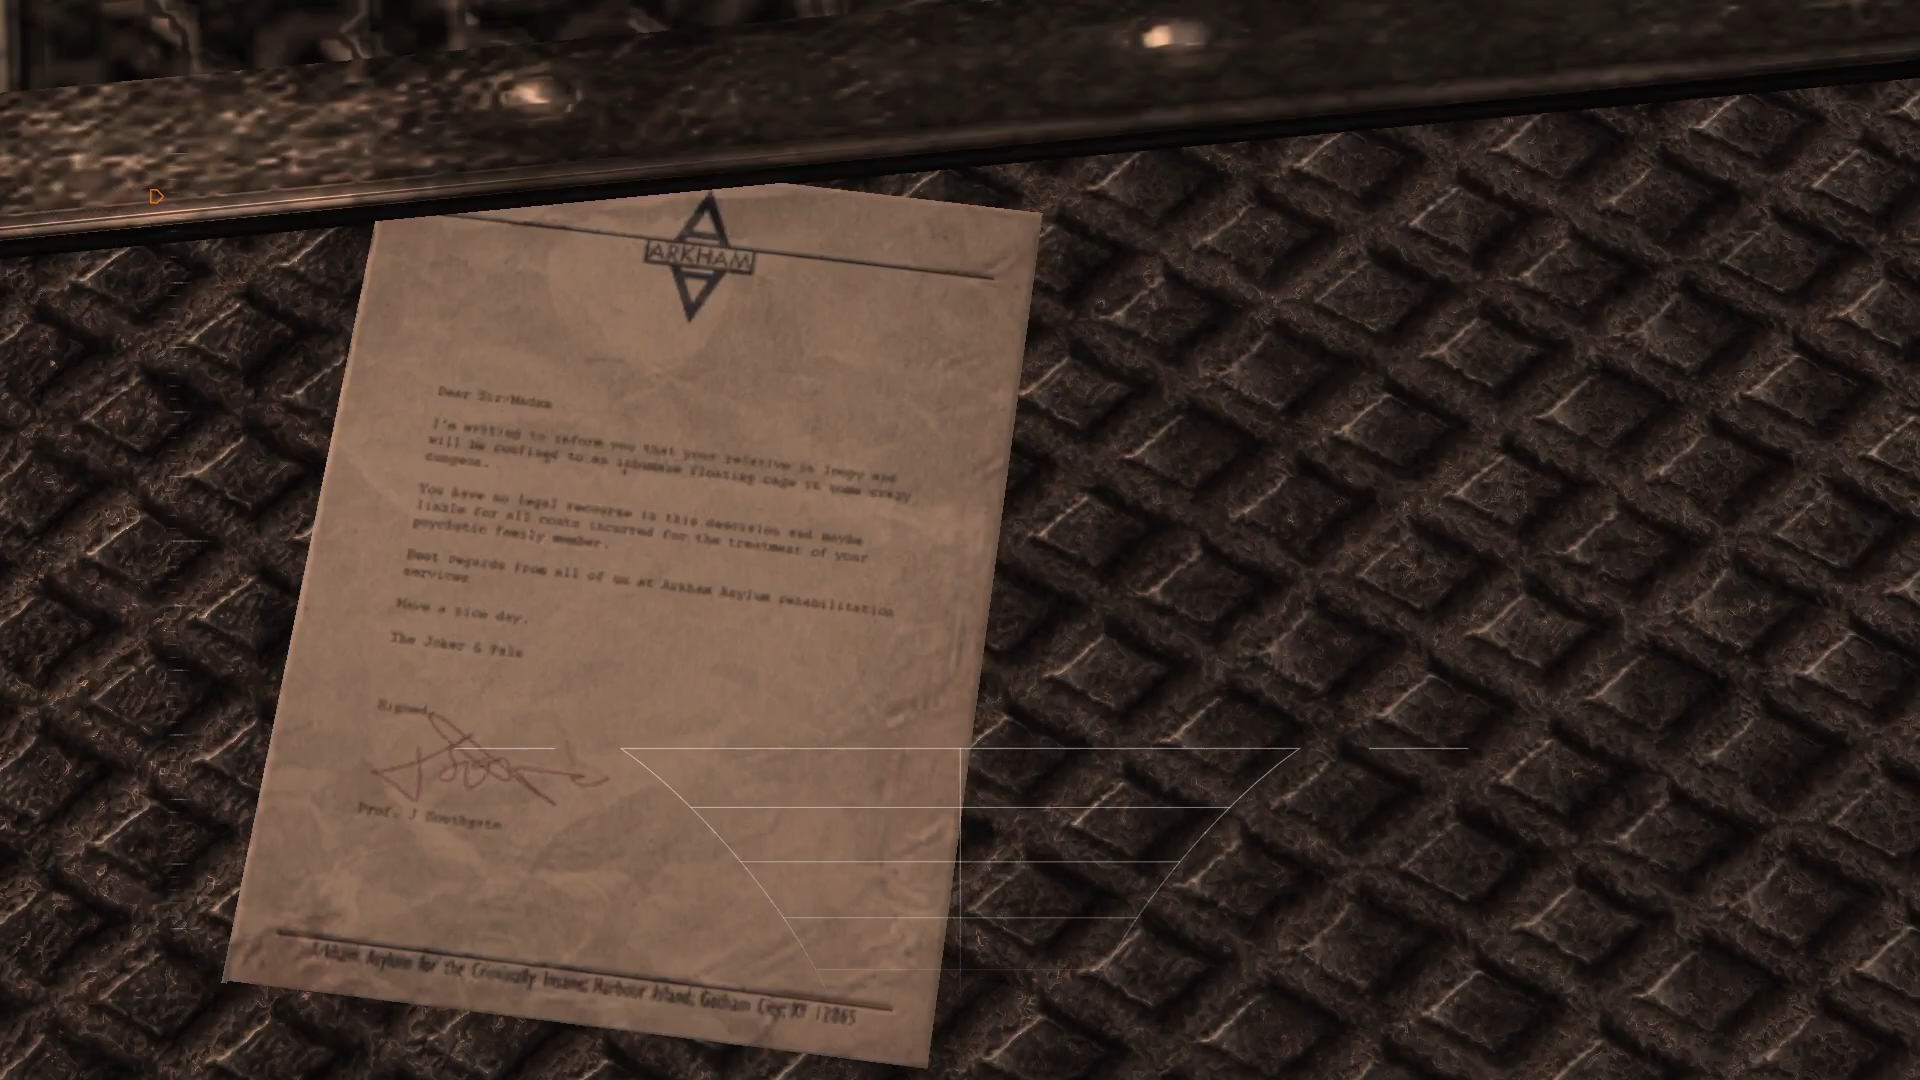 ARKHAM
Dear Sir/Madam
I'm writing to inform you that your relative is loopy and
will be confined to an inhumane floating cage in some crazy
dungeon.
You have no legal recourse in this descision and maybe
liable for all costs incurred for the treatment of your
psychotic family member.
Best regards from all of us at Arkham Asylum rehabilitation
services
Have a nice day.
The Joker & Pals
Signed,
Prof. J Southgate
Arkham Asylum for the Criminally Insane, Harbour Island, Gotham City, NY 12065